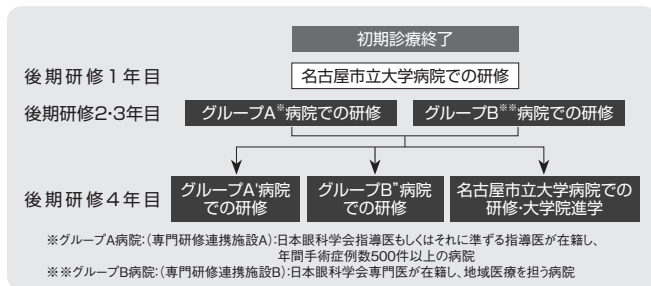 初期診療終了
後期研修1年目
名古屋市立大学病院での研修
後期研修2・3年目
グループA※病院での研修
グループB※※病院での研修
後期研修4年目
グループA'病院
での研修
グループB”病院
での研修
名古屋市立大学病院での
研修・大学院進学
※グループA病院:(専門研修連携施設A):日本眼科学会指導医もしくはそれに準ずる指導医が在籍し、
年間手術症例数500件以上の病院
※※グループB病院:(専門研修連携施設B):日本眼科学会専門医が在籍し、地域医療を担う病院